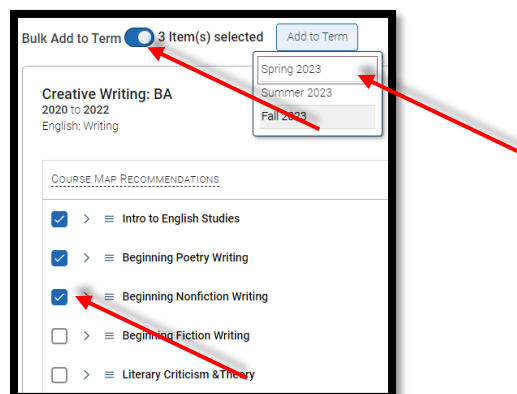 Bulk Add to Term 3 Item(s) selected Add to Term
Spring 2023
Summer 2023
Fall 2023
Creative Writing: BA
2020 to 2022
English: Writing
COURSE MAP RECOMMENDATIONS
Intro to English Studies
Beginning Poetry Writing
Beginning Nonfiction Writing
Beginning Fiction Writing
Literary Criticism &Theory